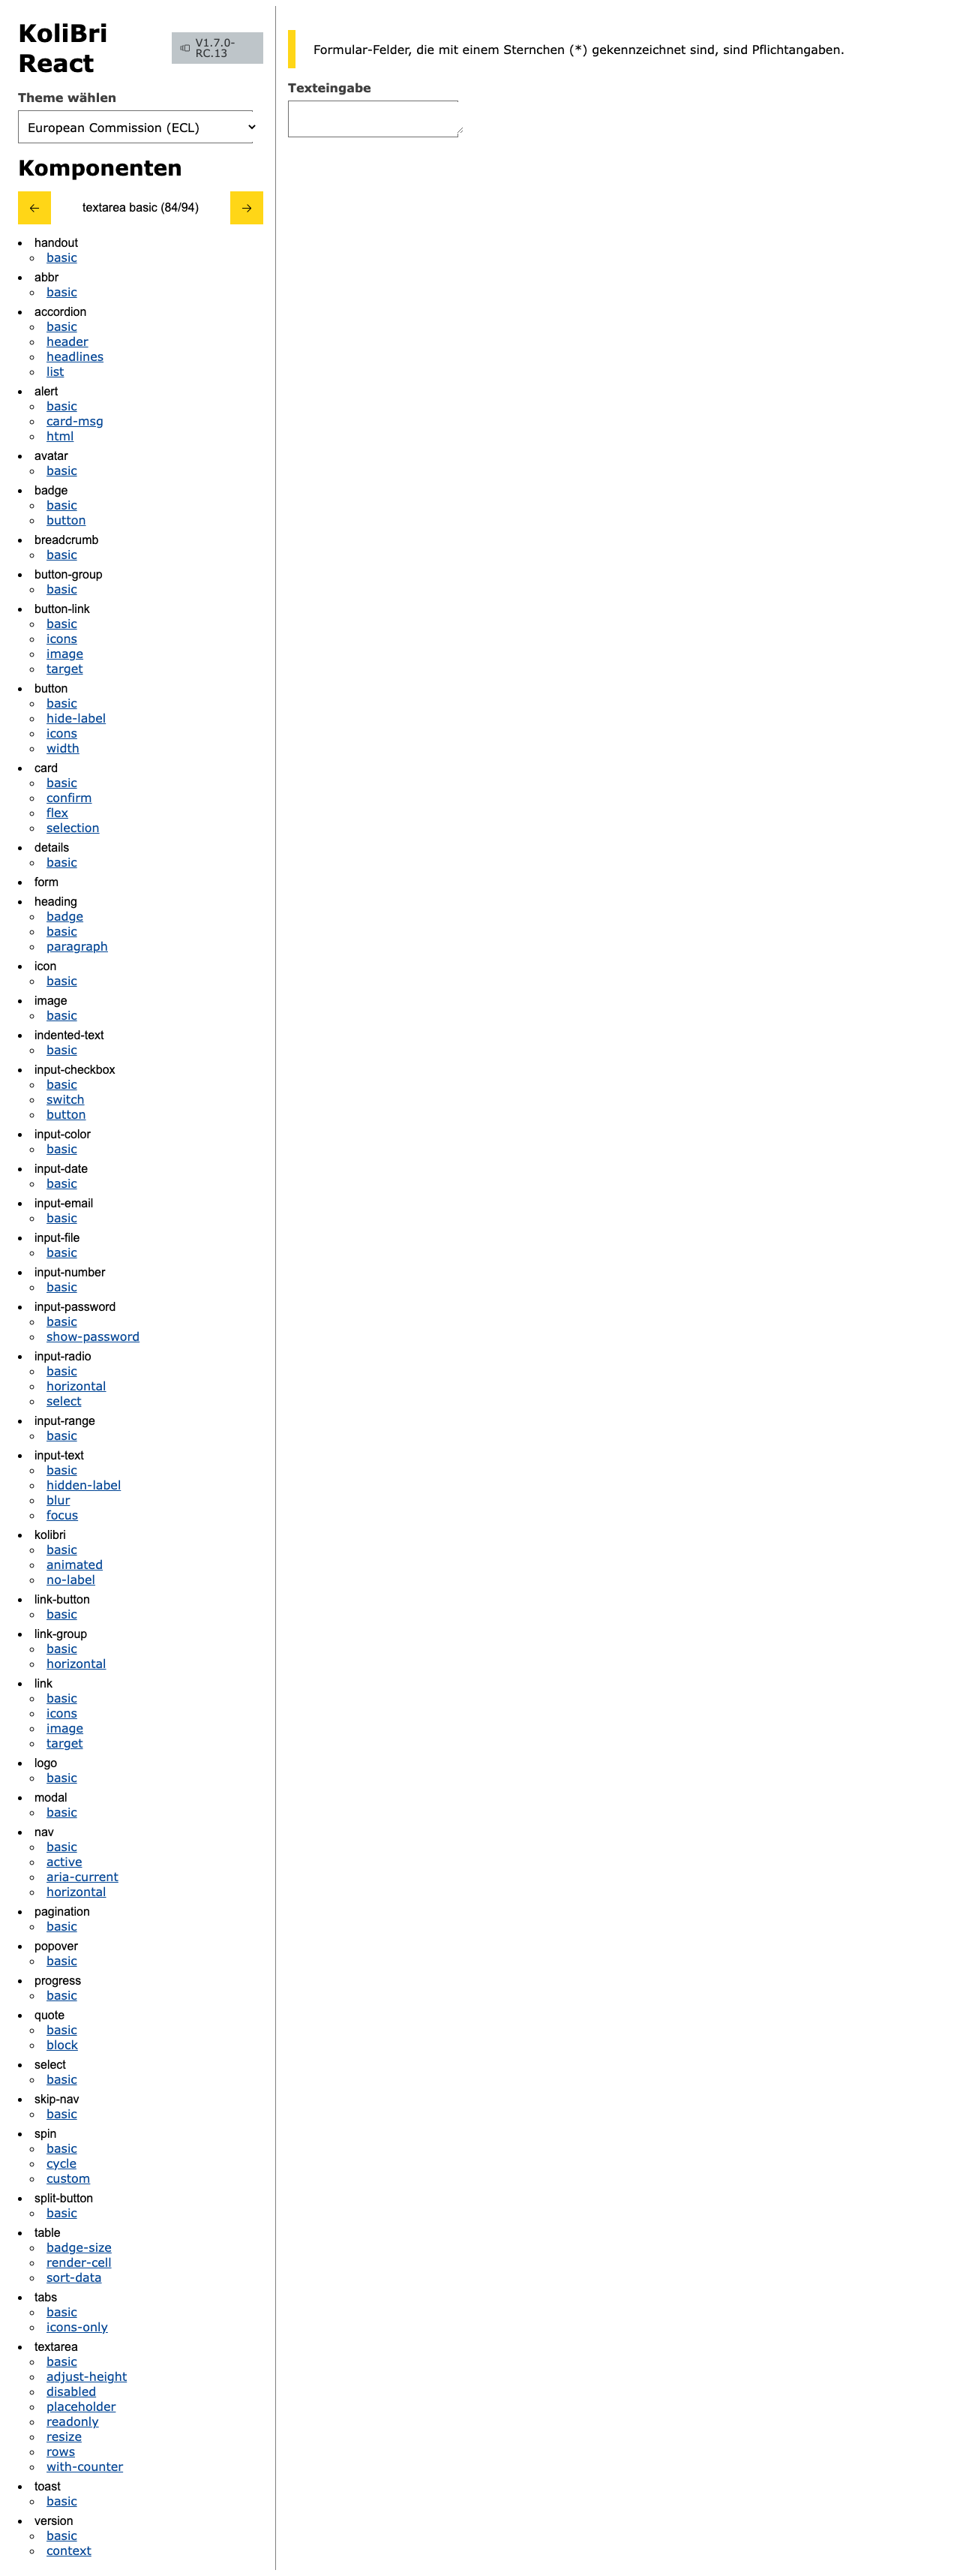 KoliBri
React
V1.7.0-
RC.13
Theme wählen
European Commission (ECL)
Komponenten
textarea basic (84/94)
handout
basic
abbr
basic
accordion
basic
header
headlines
list
alert
basic
card-msg
html
avatar
basic
badge
basic
button
breadcrumb
basic
button-group
basic
button-link
basic
icons
image
target
button
basic
hide-label
icons
width
card
basic
confirm
flex
selection
details
basic
form
heading
badge
basic
paragraph
icon
basic
image
basic
indented-text
basic
input-checkbox
basic
switch
button
input-color
basic
input-date
basic
input-email
basic
input-file
basic
input-number
basic
input-password
basic
show-password
input-radio
basic
horizontal
select
input-range
basic
input-text
basic
hidden-label
blur
focus
kolibri
basic
animated
no-label
link-button
basic
link-group
basic
horizontal
link
basic
icons
image
target
logo
basic
modal
basic
nav
basic
active
aria-current
horizontal
pagination
basic
popover
basic
progress
basic
quote
basic
block
select
basic
skip-nav
basic
spin
basic
cycle
custom
split-button
basic
table
badge-size
render-cell
sort-data
tabs
basic
icons-only
textarea
basic
adjust-height
disabled
placeholder
readonly
resize
rows
with-counter
toast
basic
version
basic
context
Formular-Felder, die mit einem Sternchen (*) gekennzeichnet sind, sind Pflichtangaben.
Texteingabe